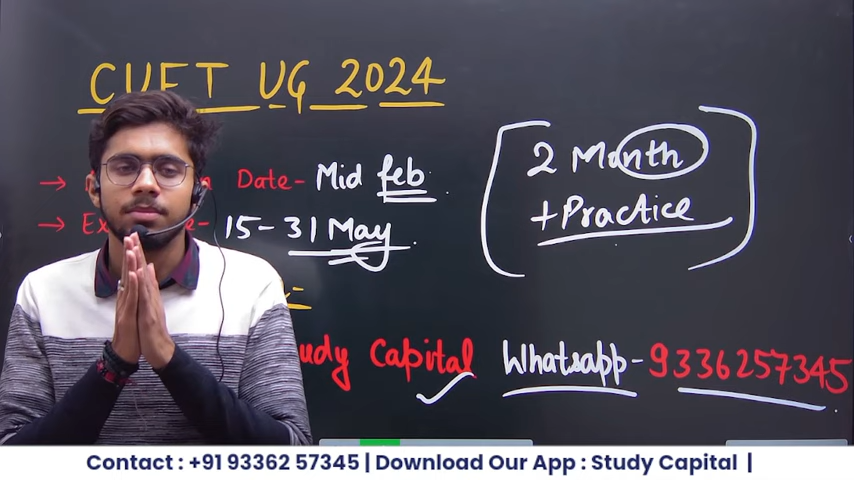 CUET UG 2024
→ Date- Mid feb.
→ Ex 15-31 May.
2 Month
+Practice
udy Capital Whatsapp-9336257345
Contact : +91 93362 57345 | Download Our App : Study Capital |